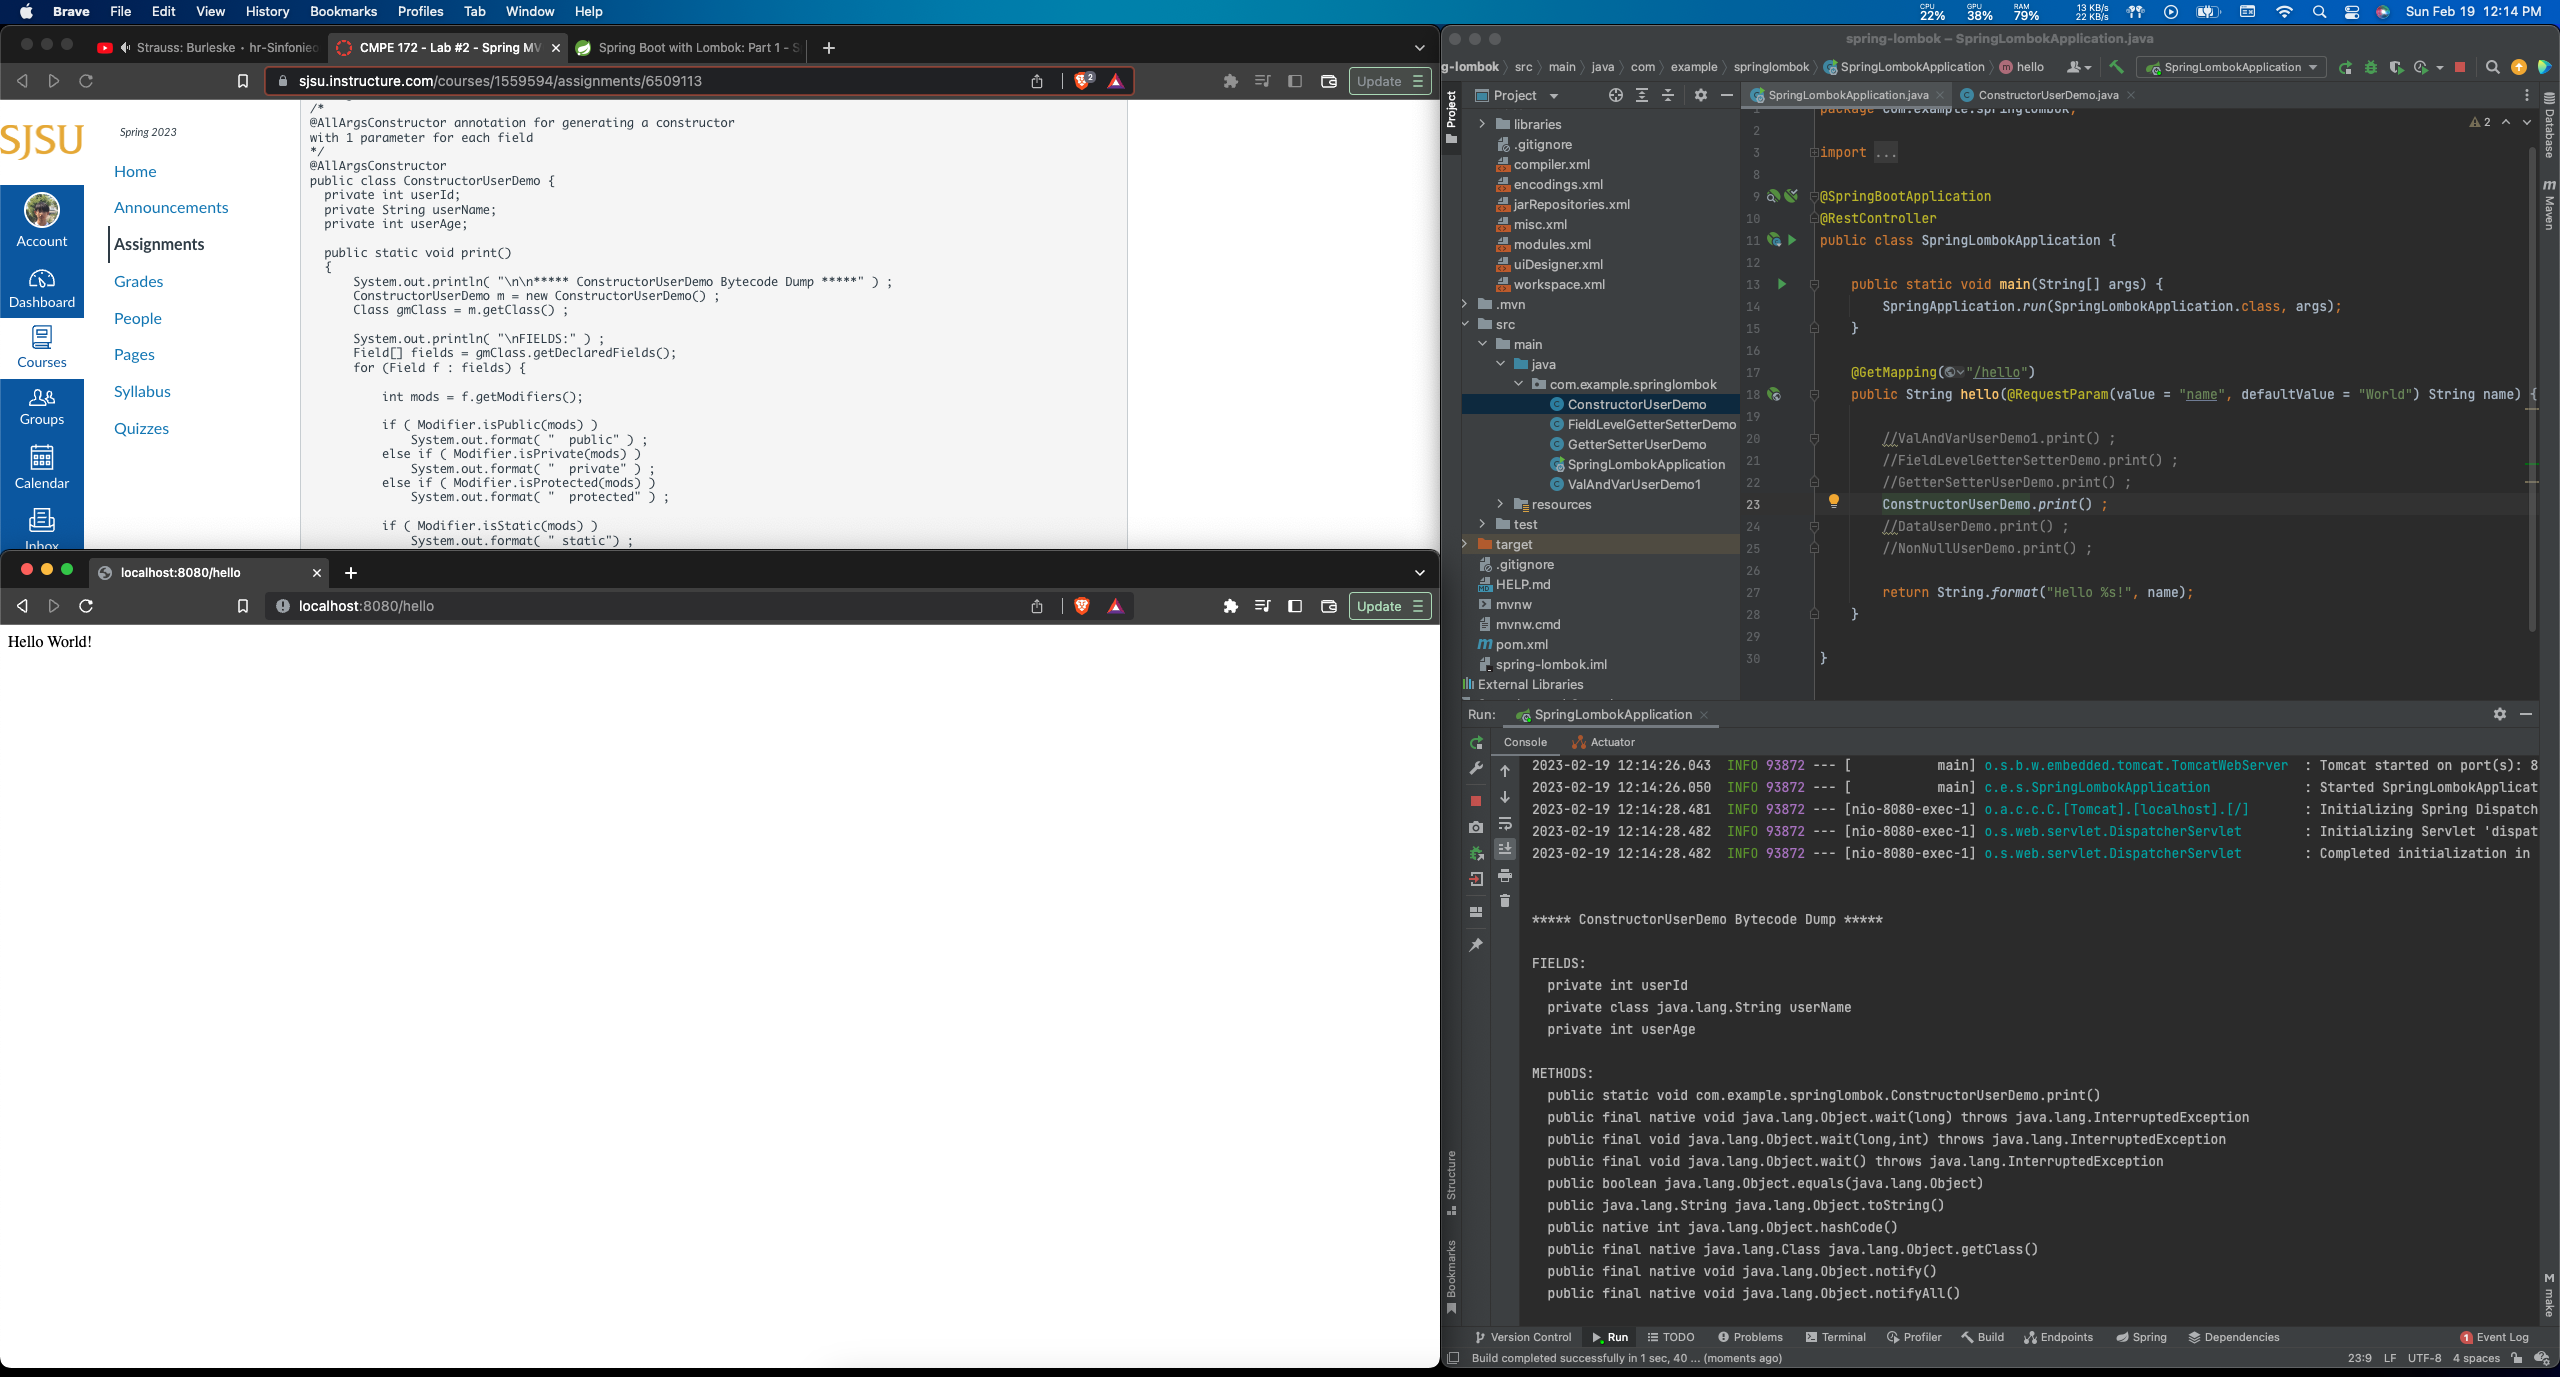 Brave File Edit View History Bookmarks Profiles Tab Window Help
CPU 22% GPU 38% RAM 79% 13 KB/s 22 KB/s Sun Feb 19 12:14 PM
Strauss: Burleske • hr-Sinfonieo
CMPE 172 - Lab #2 - Spring MV
Spring Boot with Lombok: Part 1 - S
sjsu.instructure.com/courses/1559594/assignments/6509113
2
Update
SJSU
Account
Dashboard
Courses
Groups
Calendar
Inbox
Spring 2023
Home
Announcements
Assignments
Grades
People
Pages
Syllabus
Quizzes
/*
@AllArgsConstructor annotation for generating a constructor
with 1 parameter for each field
*/
@AllArgsConstructor
public class ConstructorUserDemo {
private int userId;
private String userName;
private int userAge;
public static void print()
{
System.out.println( "\n\n***** ConstructorUserDemo Bytecode Dump *****" ) ;
ConstructorUserDemo m = new ConstructorUserDemo() ;
Class gmClass = m.getClass() ;
System.out.println( "\nFIELDS:" ) ;
Field[] fields = gmClass.getDeclaredFields();
for (Field f : fields) {
int mods = f.getModifiers();
if ( Modifier.isPublic(mods) )
System.out.format( "  public" ) ;
else if ( Modifier.isPrivate(mods) )
System.out.format( "  private" ) ;
else if ( Modifier.isProtected(mods) )
System.out.format( "  protected" ) ;
if ( Modifier.isStatic(mods) )
System.out.format( " static") ;
localhost:8080/hello
localhost:8080/hello
Update
Hello World!
spring-lombok – SpringLombokApplication.java
g-lombok src main java com example springlombok SpringLombokApplication hello
SpringLombokApplication
Project
Project
libraries
.gitignore
compiler.xml
encodings.xml
jarRepositories.xml
misc.xml
modules.xml
uiDesigner.xml
workspace.xml
.mvn
src
main
java
com.example.springlombok
ConstructorUserDemo
FieldLevelGetterSetterDemo
GetterSetterUserDemo
SpringLombokApplication
ValAndVarUserDemo1
resources
test
target
.gitignore
HELP.md
mvnw
mvnw.cmd
pom.xml
spring-lombok.iml
External Libraries
SpringLombokApplication.java
ConstructorUserDemo.java
2
1 package com.example.springlombok;
2
3 import ...
8
9 @SpringBootApplication
10 @RestController
11 public class SpringLombokApplication {
12
13 public static void main(String[] args) {
14 SpringApplication.run(SpringLombokApplication.class, args);
15 }
16
17 @GetMapping("/hello")
18 public String hello(@RequestParam(value = "name", defaultValue = "World") String name) {
19
20 //ValAndVarUserDemo1.print() ;
21 //FieldLevelGetterSetterDemo.print() ;
22 //GetterSetterUserDemo.print() ;
23 ConstructorUserDemo.print() ;
24 //DataUserDemo.print() ;
25 //NonNullUserDemo.print() ;
26
27 return String.format("Hello %s!", name);
28 }
29
30 }
Database
Maven
make
Structure
Bookmarks
Run: SpringLombokApplication
Console Actuator
2023-02-19 12:14:26.043 INFO 93872 --- [ main] o.s.b.w.embedded.tomcat.TomcatWebServer : Tomcat started on port(s): 8
2023-02-19 12:14:26.050 INFO 93872 --- [ main] c.e.s.SpringLombokApplication : Started SpringLombokApplicat
2023-02-19 12:14:28.481 INFO 93872 --- [nio-8080-exec-1] o.a.c.c.C.[Tomcat].[localhost].[/] : Initializing Spring Dispatch
2023-02-19 12:14:28.482 INFO 93872 --- [nio-8080-exec-1] o.s.web.servlet.DispatcherServlet : Initializing Servlet 'dispat
2023-02-19 12:14:28.482 INFO 93872 --- [nio-8080-exec-1] o.s.web.servlet.DispatcherServlet : Completed initialization in
***** ConstructorUserDemo Bytecode Dump *****
FIELDS:
private int userId
private class java.lang.String userName
private int userAge
METHODS:
public static void com.example.springlombok.ConstructorUserDemo.print()
public final native void java.lang.Object.wait(long) throws java.lang.InterruptedException
public final void java.lang.Object.wait(long,int) throws java.lang.InterruptedException
public final void java.lang.Object.wait() throws java.lang.InterruptedException
public boolean java.lang.Object.equals(java.lang.Object)
public java.lang.String java.lang.Object.toString()
public native int java.lang.Object.hashCode()
public final native java.lang.Class java.lang.Object.getClass()
public final native void java.lang.Object.notify()
public final native void java.lang.Object.notifyAll()
Version Control Run TODO Problems Terminal Profiler Build Endpoints Spring Dependencies 1 Event Log
Build completed successfully in 1 sec, 40 ... (moments ago) 23:9 LF UTF-8 4 spaces